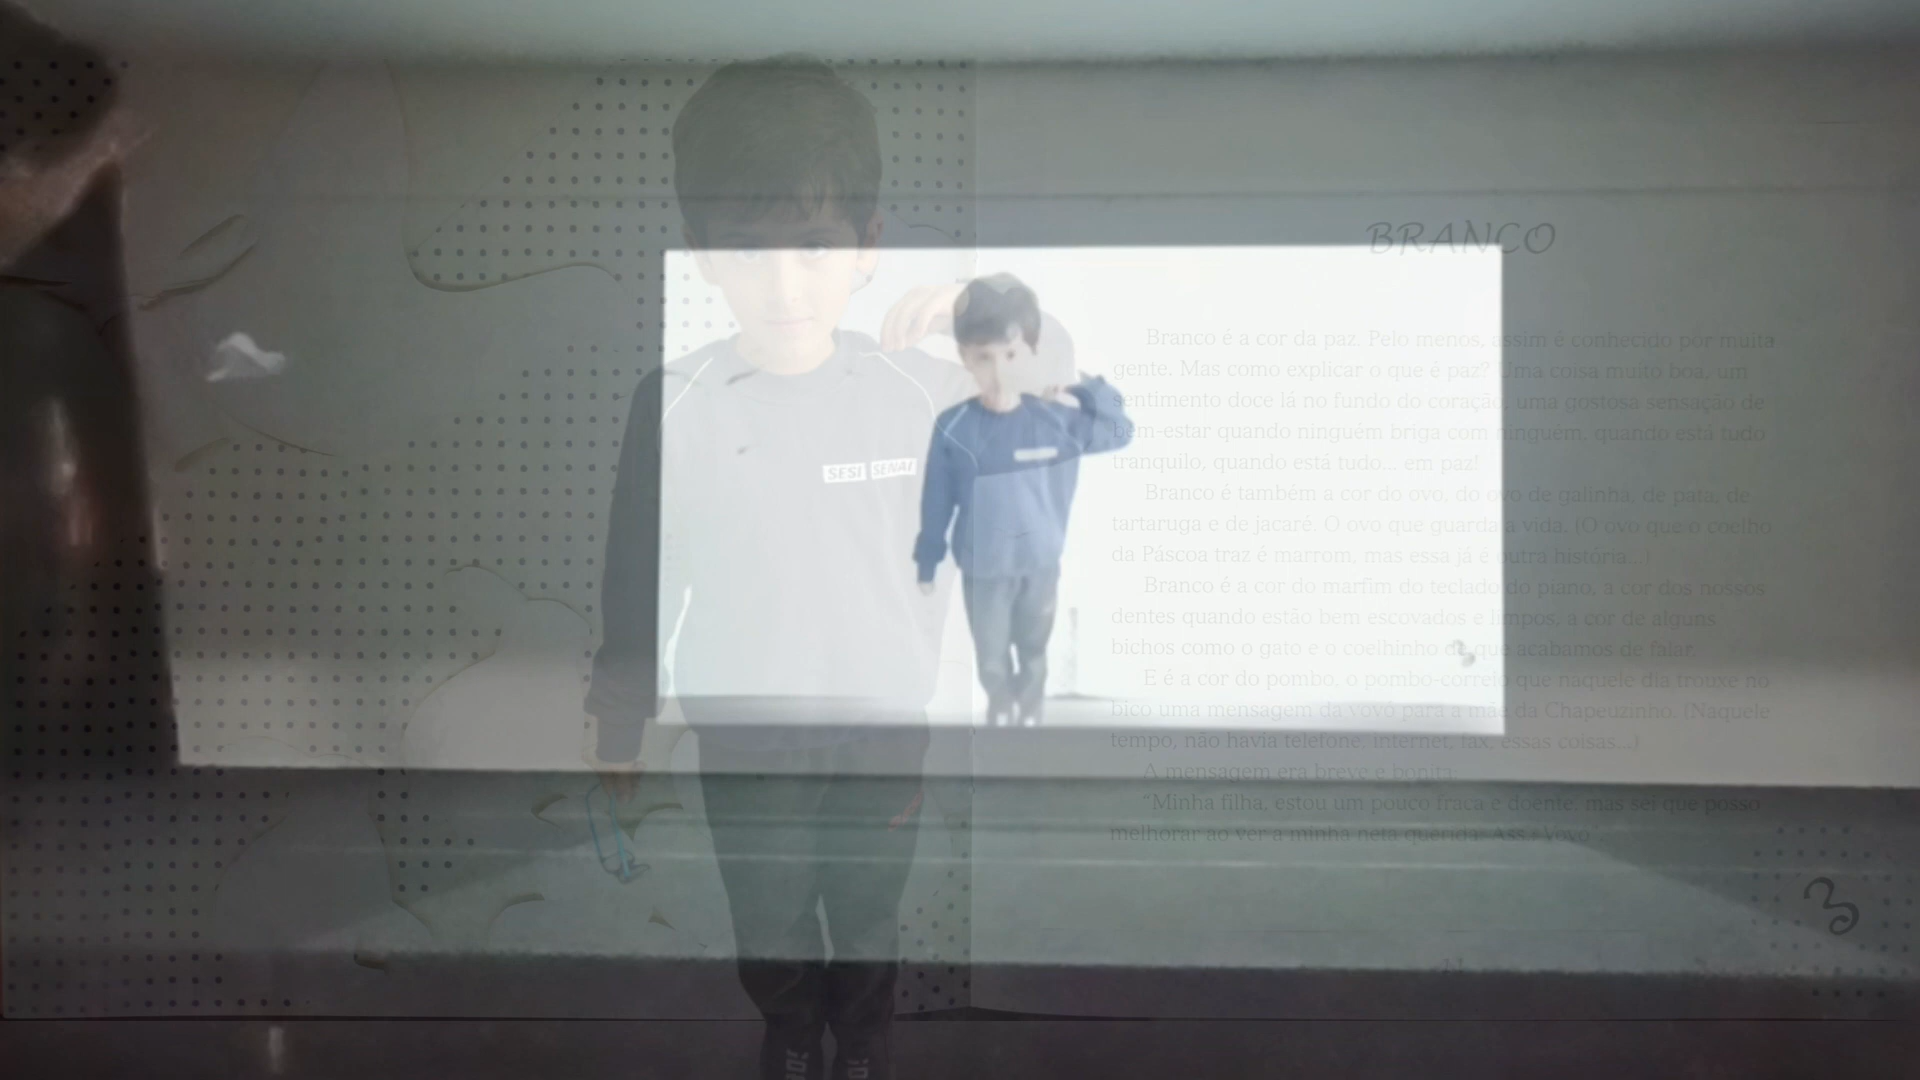 BRANCO
Branco é a cor da paz. Pelo menos, assim é conhecido por muita
gente. Mas como explicar o que é paz? Uma coisa muito boa, um
sentimento doce lá no fundo do coração, uma gostosa sensação de
bem-estar quando ninguém briga com ninguém, quando está tudo
tranquilo, quando está tudo... em paz!
Branco é também a cor do ovo, do ovo de galinha, de pata, de
tartaruga e de jacaré. O ovo que guarda a vida. (O ovo que o coelho
da Páscoa traz é marrom, mas essa já é outra história...)
Branco é a cor do marfim do teclado do piano, a cor dos nossos
dentes quando estão bem escovados e limpos, a cor de alguns
bichos como o gato e o coelhinho de que acabamos de falar.
E é a cor do pombo, o pombo-correio que naquele dia trouxe no
bico uma mensagem da vovó para a mãe da Chapeuzinho. (Naquele
tempo, não havia telefone, internet, fax, essas coisas...)
A mensagem era breve e bonita:
“Minha filha, estou um pouco fraca e doente, mas sei que posso
melhorar ao ver a minha neta querida. Ass.: Vovó”
11
SESI SENAI